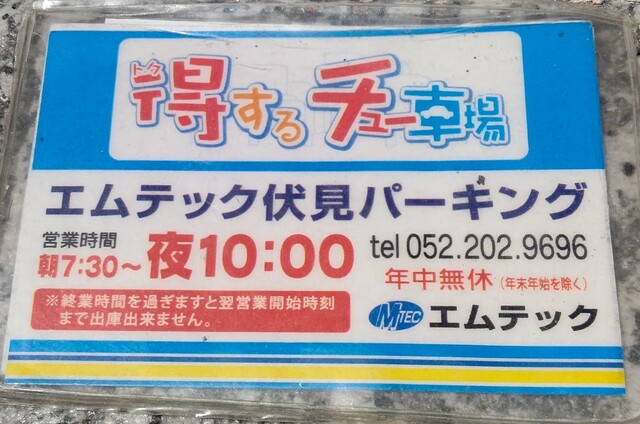 トク
得する チュー車場
エムテック伏見パーキング
営業時間
朝7:30～夜10:00
tel 052.202.9696
年中無休（年末年始を除く）
※終業時間を過ぎますと翌営業開始時刻
まで出庫出来ません。
MTEC エムテック